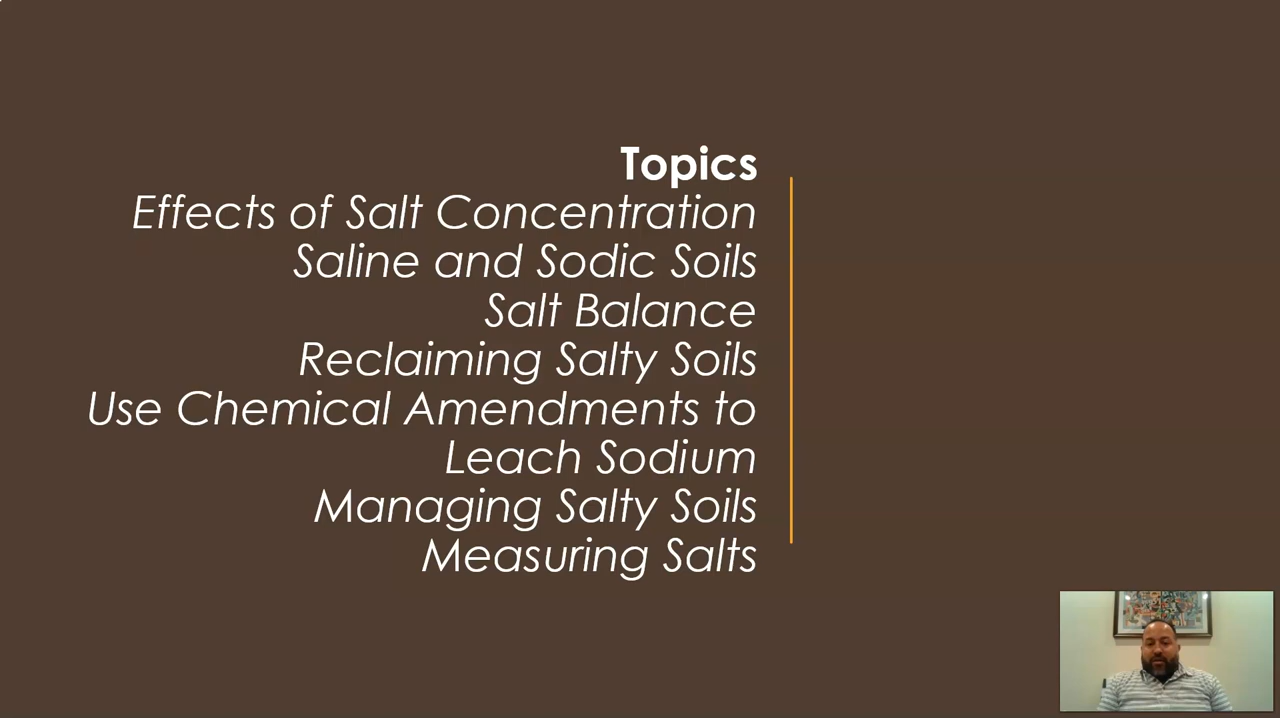 Topics
Effects of Salt Concentration
Saline and Sodic Soils
Salt Balance
Reclaiming Salty Soils
Use Chemical Amendments to
Leach Sodium
Managing Salty Soils
Measuring Salts